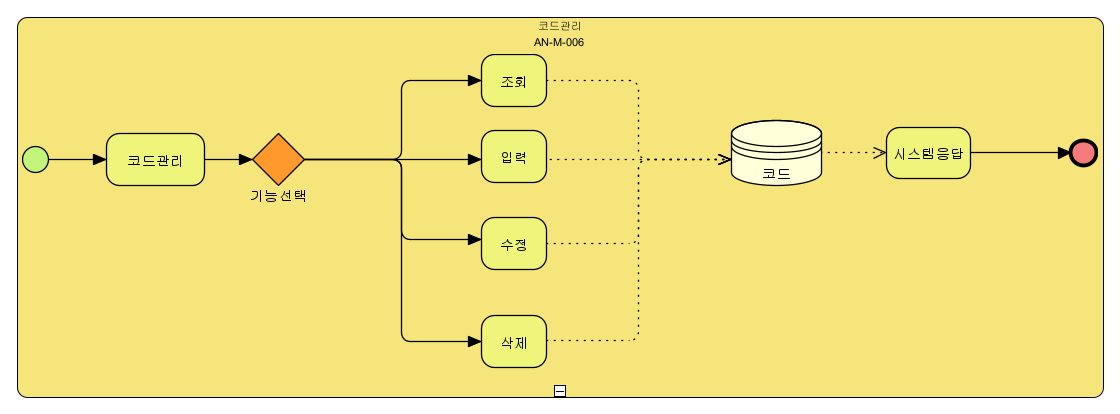 코드관리
AN-M-006
조회
코드관리
기능선택
입력
수정
삭제
코드
시스템응답